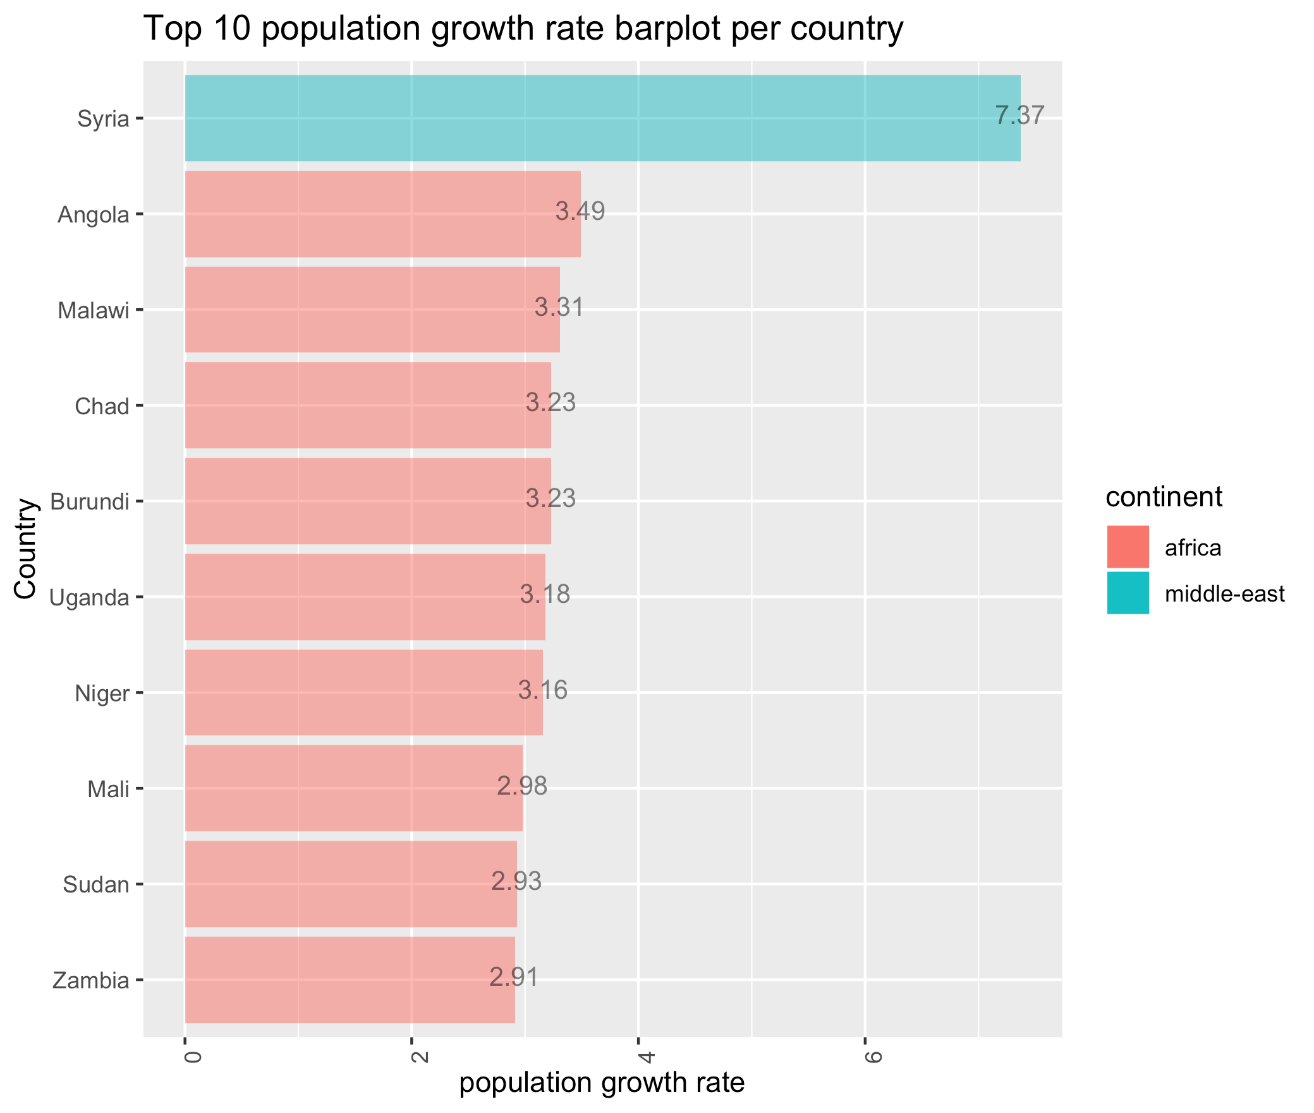 Top 10 population growth rate barplot per country
Syria
7.37
Angola
3.49
Malawi
3.31
Chad
3.23
Burundi
3.23
Uganda
3.18
Niger
3.16
Mali
2.98
Sudan
2.93
Zambia
2.91
Country
0
2
4
6
population growth rate
continent
africa
middle-east